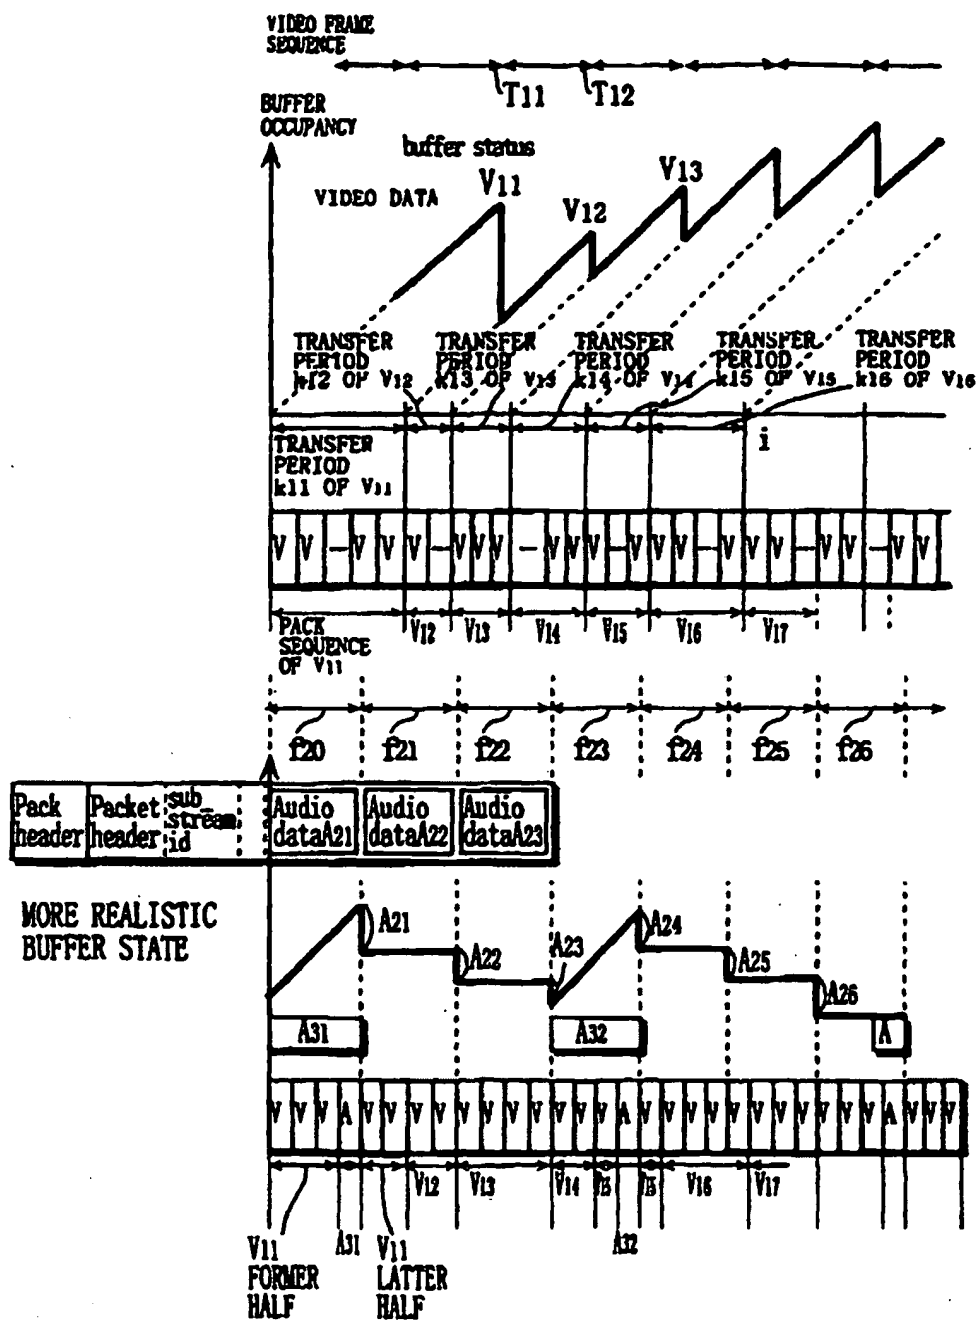 VIDEO FRAME
SEQUENCE
T11
T12
BUFFER
OCCUPANCY
buffer status
VIDEO DATA
V11
V12
V13
TRANSFER
PERIOD
k12 OF V12
TRANSFER
PERIOD
k13 OF V13
TRANSFER
PERIOD
k14 OF V14
TRANSFER
PERIOD
k15 OF V15
TRANSFER
PERIOD
k16 OF V16
i
TRANSFER
PERIOD
k11 OF V11
V V – V V V – V V V – V V V – V V V – V V – V V – V V
V12 V13 V14 V15 V16 V17
PACK
SEQUENCE
OF V11
f20 f21 f22 f23 f24 f25 f26
Pack
header
Packet
header
sub_
stream
id
Audio
dataA21
Audio
dataA22
Audio
dataA23
MORE REALISTIC
BUFFER STATE
A21
A22
A23
A24
A25
A26
A31
A32
A
V V V A V V V V V V V V V V V A V V V V V V V V V V V A V V V
V12 V13 V14 V15 V15 V16 V17
A31
A32
V11
FORMER
HALF
V11
LATTER
HALF